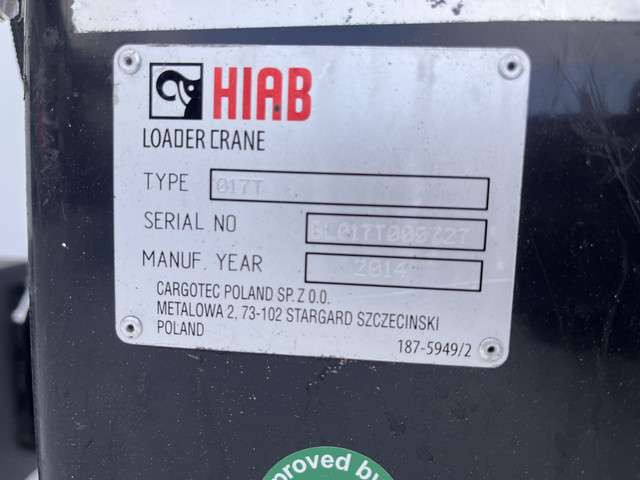 HIAB
LOADER CRANE
TYPE 017T
SERIAL NO
MANUF. YEAR 2014
CARGOTEC POLAND SP. Z O.O.
METALOWA 2, 73-102 STARGARD SZCZECINSKI
POLAND
187-5949/2
proved b